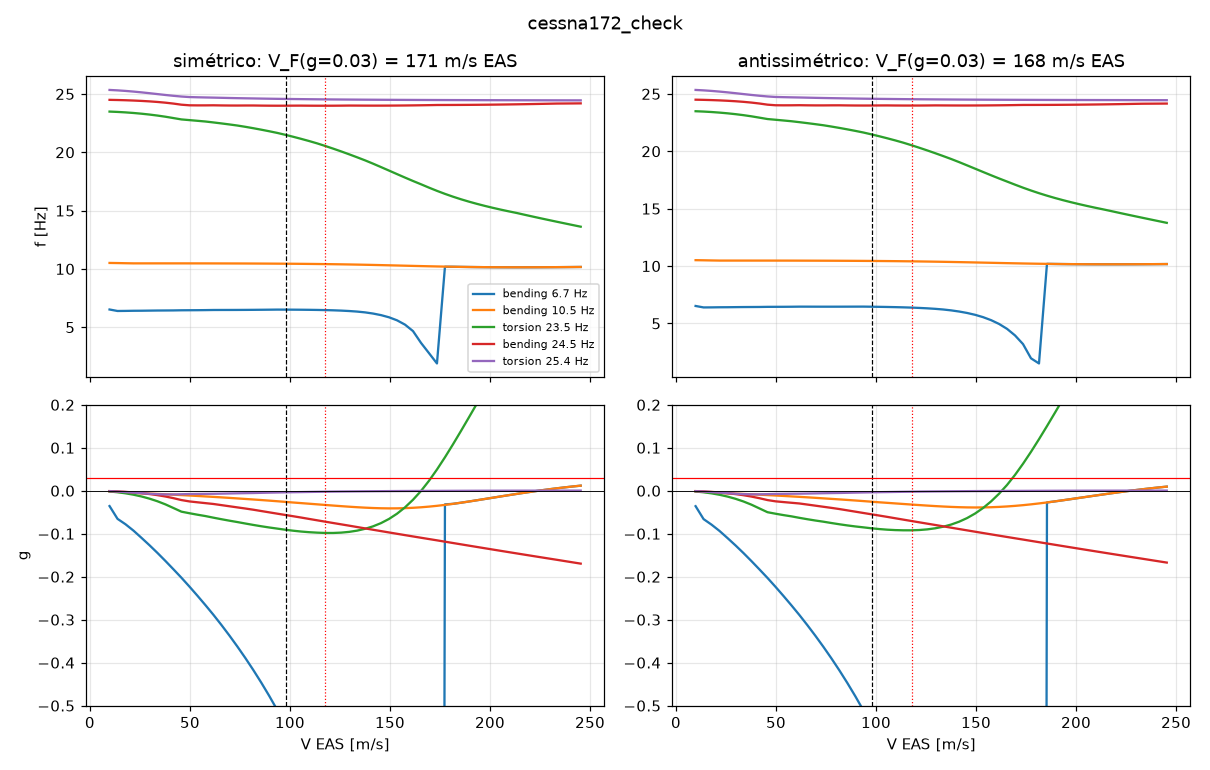 cessna172_check
simétrico: V_F(g=0.03) = 171 m/s EAS
25
20
15
10
5
f [Hz]
bending 6.7 Hz
bending 10.5 Hz
torsion 23.5 Hz
bending 24.5 Hz
torsion 25.4 Hz
antissimétrico: V_F(g=0.03) = 168 m/s EAS
25
20
15
10
5
0.2
0.1
0.0
−0.1
−0.2
−0.3
−0.4
−0.5
g
0 50 100 150 200 250
V EAS [m/s]
0.2
0.1
0.0
−0.1
−0.2
−0.3
−0.4
−0.5
0 50 100 150 200 250
V EAS [m/s]